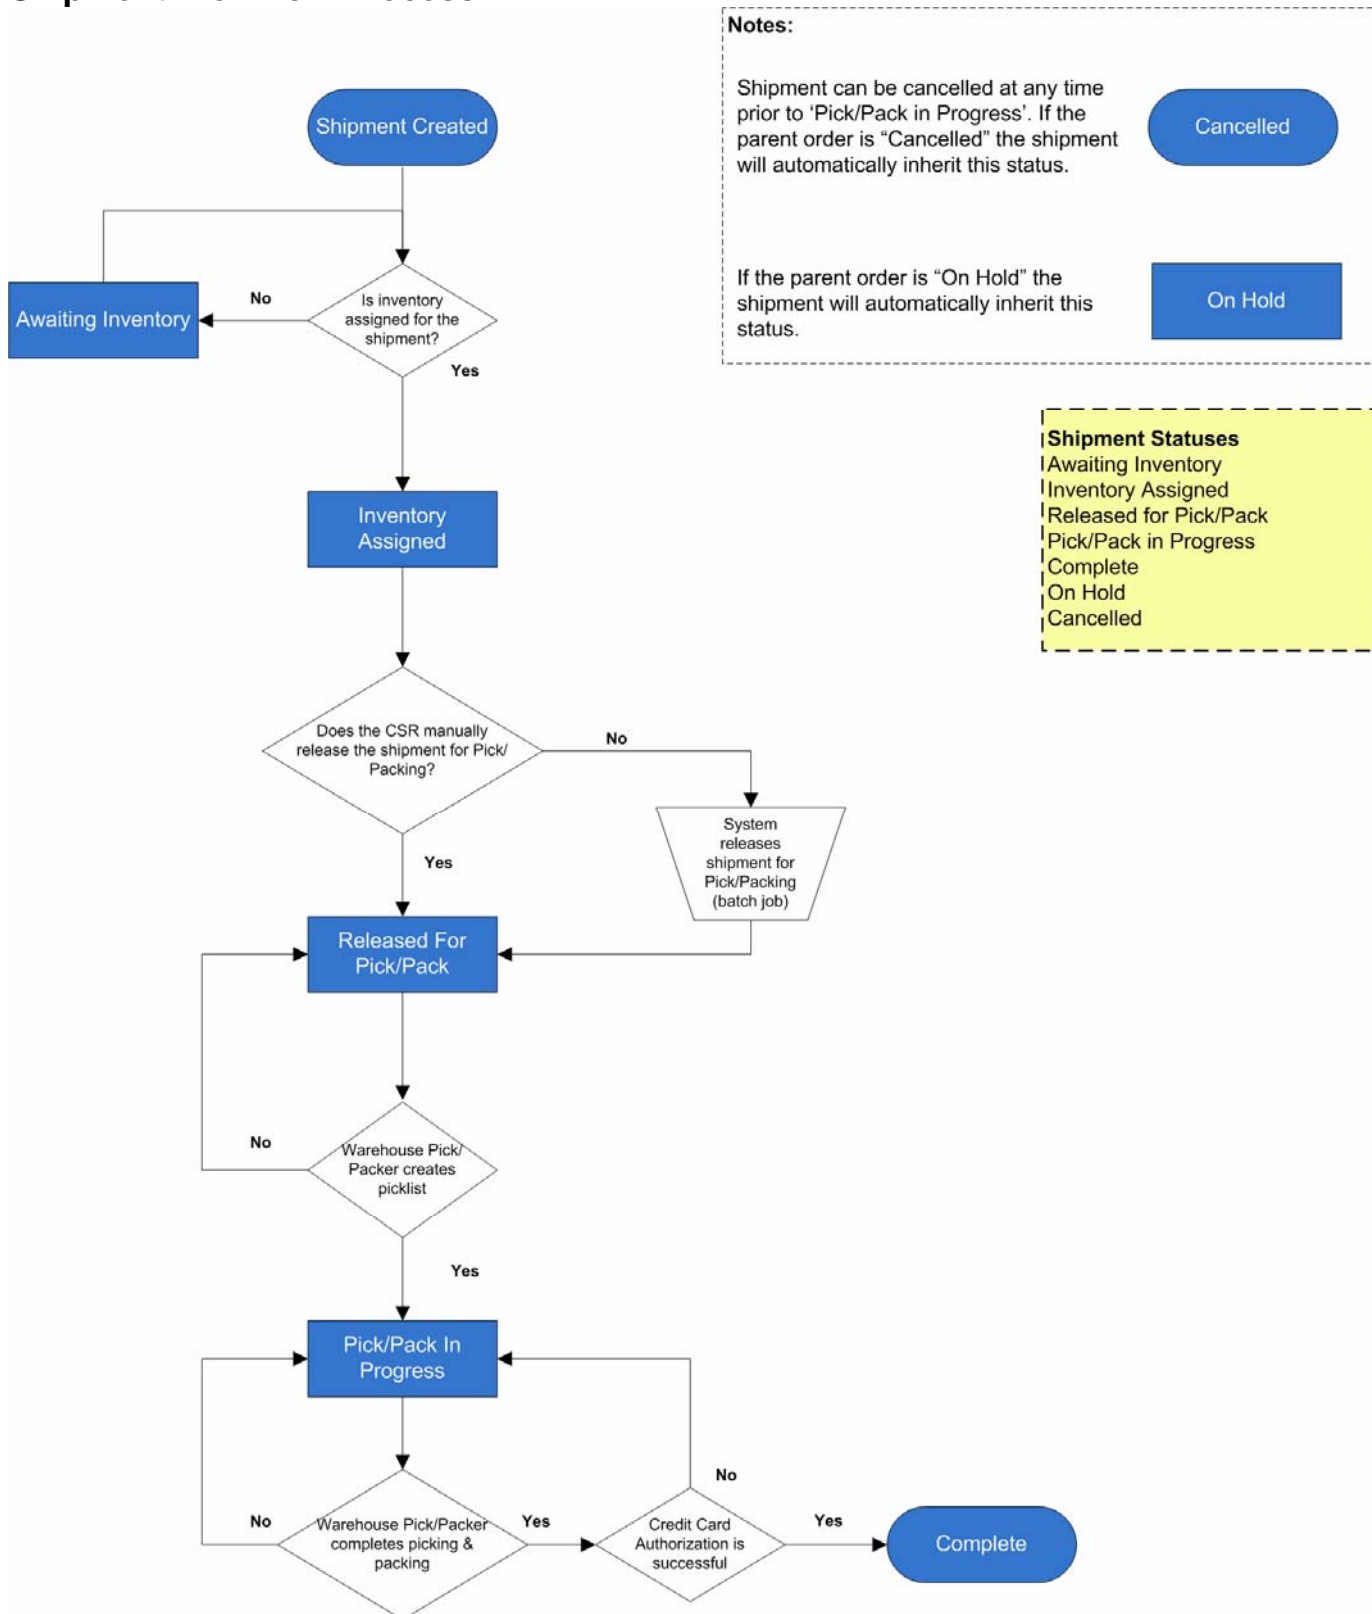 Notes:
Shipment can be cancelled at any time
prior to ‘Pick/Pack in Progress’. If the
parent order is “Cancelled” the shipment
will automatically inherit this status.
Cancelled
If the parent order is “On Hold” the
shipment will automatically inherit this
status.
On Hold
Shipment Statuses
Awaiting Inventory
Inventory Assigned
Released for Pick/Pack
Pick/Pack in Progress
Complete
On Hold
Cancelled
Shipment Created
Is inventory
assigned for the
shipment?
No
Awaiting Inventory
Yes
Inventory
Assigned
Does the CSR manually
release the shipment for Pick/
Packing?
No
System
releases
shipment for
Pick/Packing
(batch job)
Yes
Released For
Pick/Pack
Warehouse Pick/
Packer creates
picklist
No
Yes
Pick/Pack In
Progress
Warehouse Pick/Packer
completes picking &
packing
No
Yes
Credit Card
Authorization is
successful
No
Yes
Complete